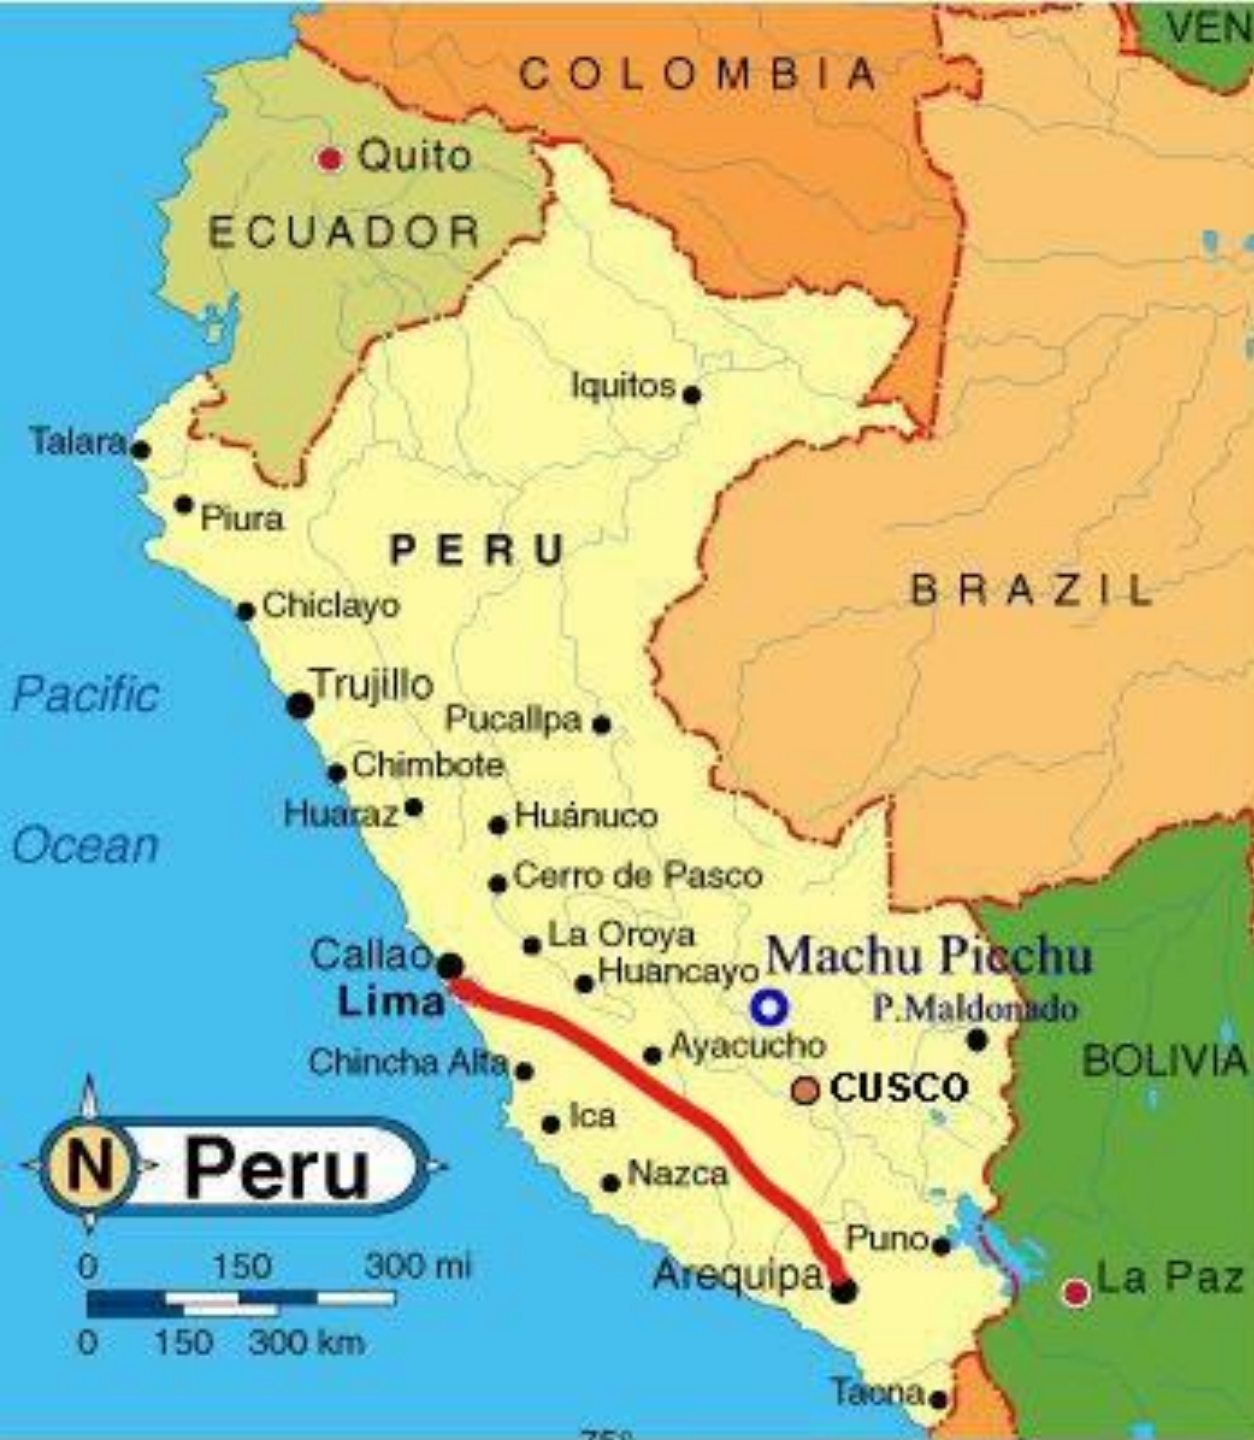 VEN
COLOMBIA
Quito
ECUADOR
Iquitos
Talara
Piura
PERU
BRAZIL
Chiclayo
Pacific
Trujillo
Pucallpa
Chimbote
Huaraz
Huánuco
Ocean
Cerro de Pasco
La Oroya
Callao
Machu Picchu
Huancayo
Lima
P.Maldonado
Ayacucho
Chincha Alta
BOLIVIA
CUSCO
Ica
N Peru
Nazca
Puno
0 150 300 mi
Arequipa
La Paz
0 150 300 km
Tacna
75°